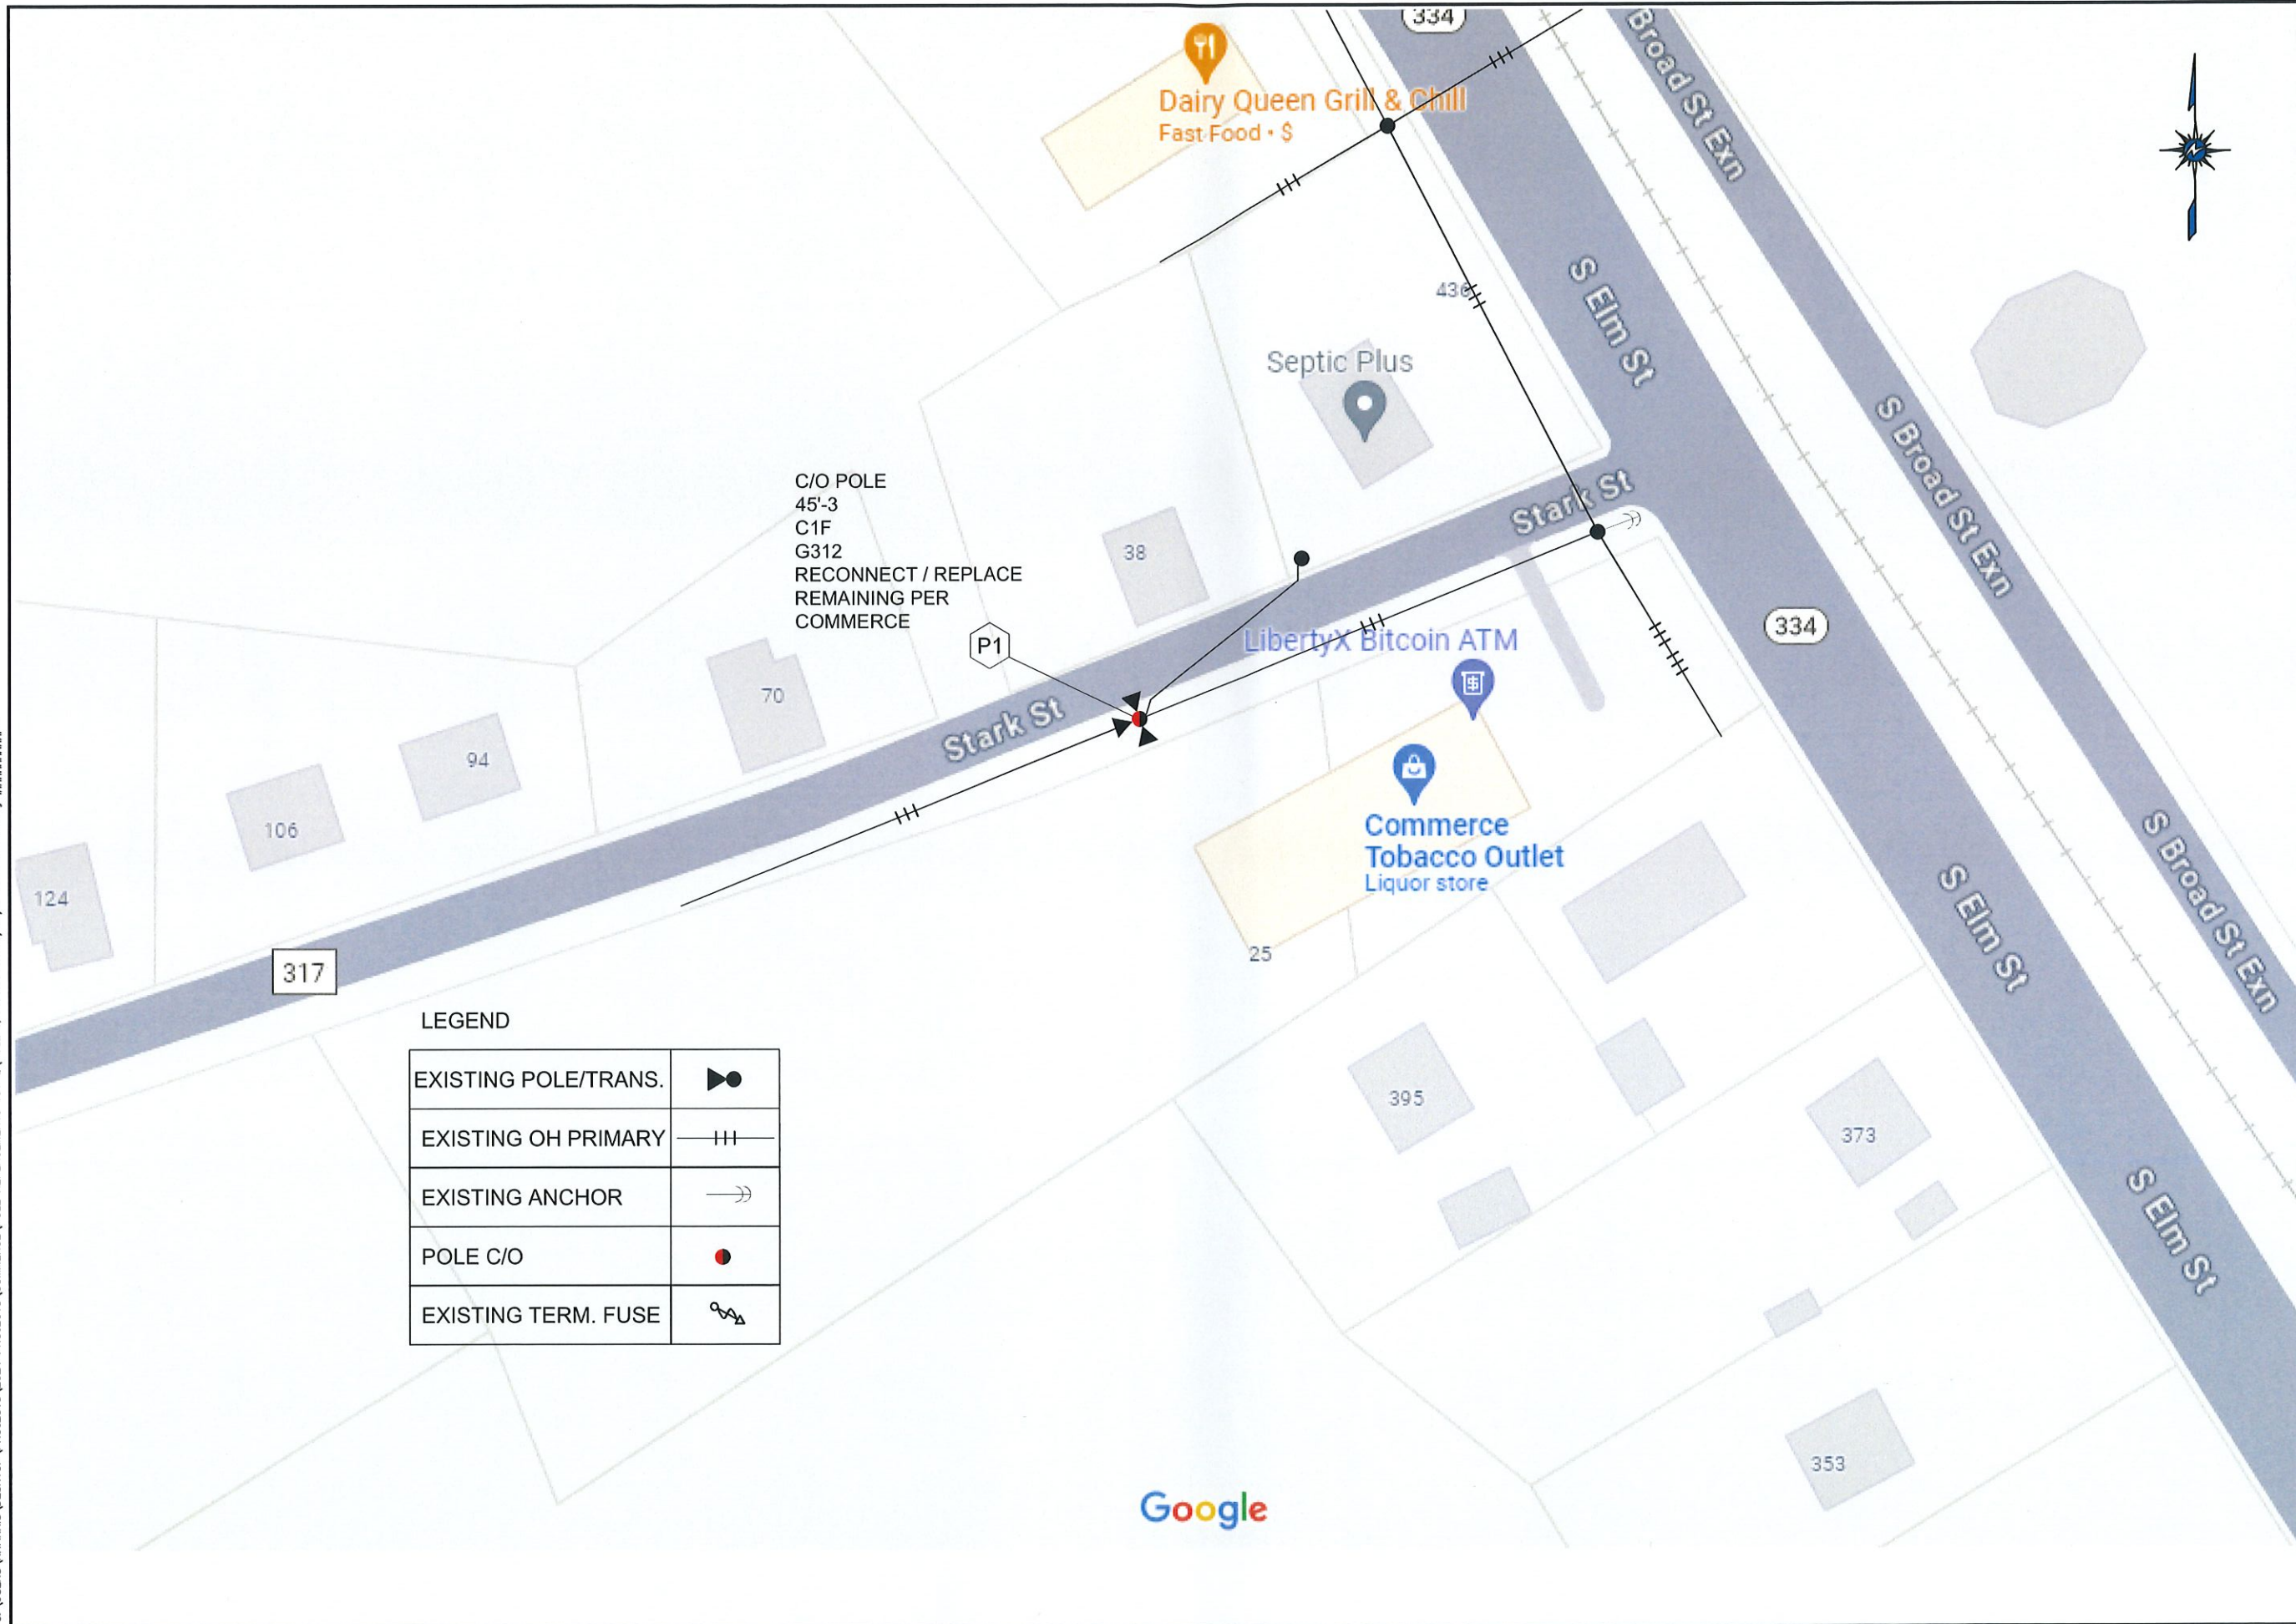 334
S Broad St Exn
Dairy Queen Grill & Chill
Fast Food • $
S Elm St
436
Septic Plus
S Broad St Exn
C/O POLE
45'-3
C1F
G312
RECONNECT / REPLACE
REMAINING PER
COMMERCE
Stark St
38
P1
LibertyX Bitcoin ATM
334
70
Stark St
94
106
Commerce
Tobacco Outlet
Liquor store
124
25
317
S Elm St
S Broad St Exn
LEGEND
EXISTING POLE/TRANS.
EXISTING OH PRIMARY
EXISTING ANCHOR
POLE C/O
EXISTING TERM. FUSE
395
373
S Elm St
353
Google